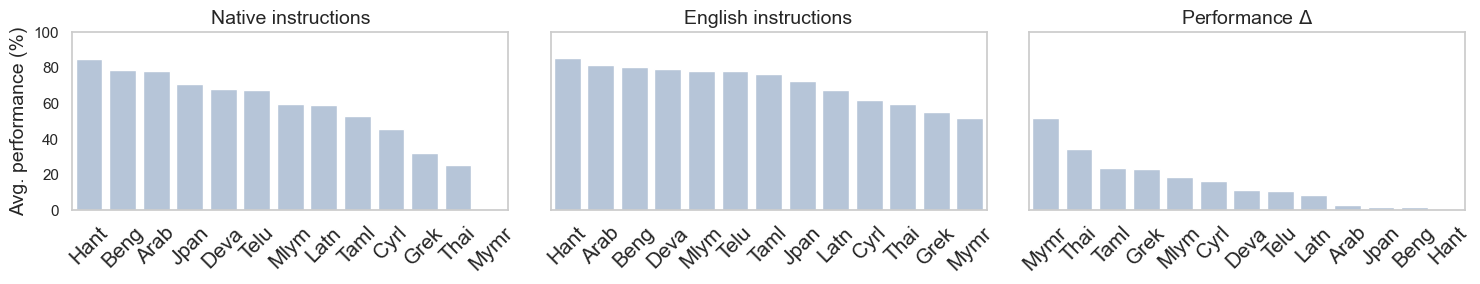 Native instructions
English instructions
Performance Δ
Avg. performance (%)
100
80
60
40
20
0
Hant Beng Arab Jpan Deva Telu Mlym Latn Taml Cyrl Grek Thai Mymr
Hant Arab Beng Deva Mlym Telu Taml Jpan Latn Cyrl Thai Grek Mymr
Mymr Thai Taml Grek Mlym Cyrl Deva Telu Latn Arab Jpan Beng Hant